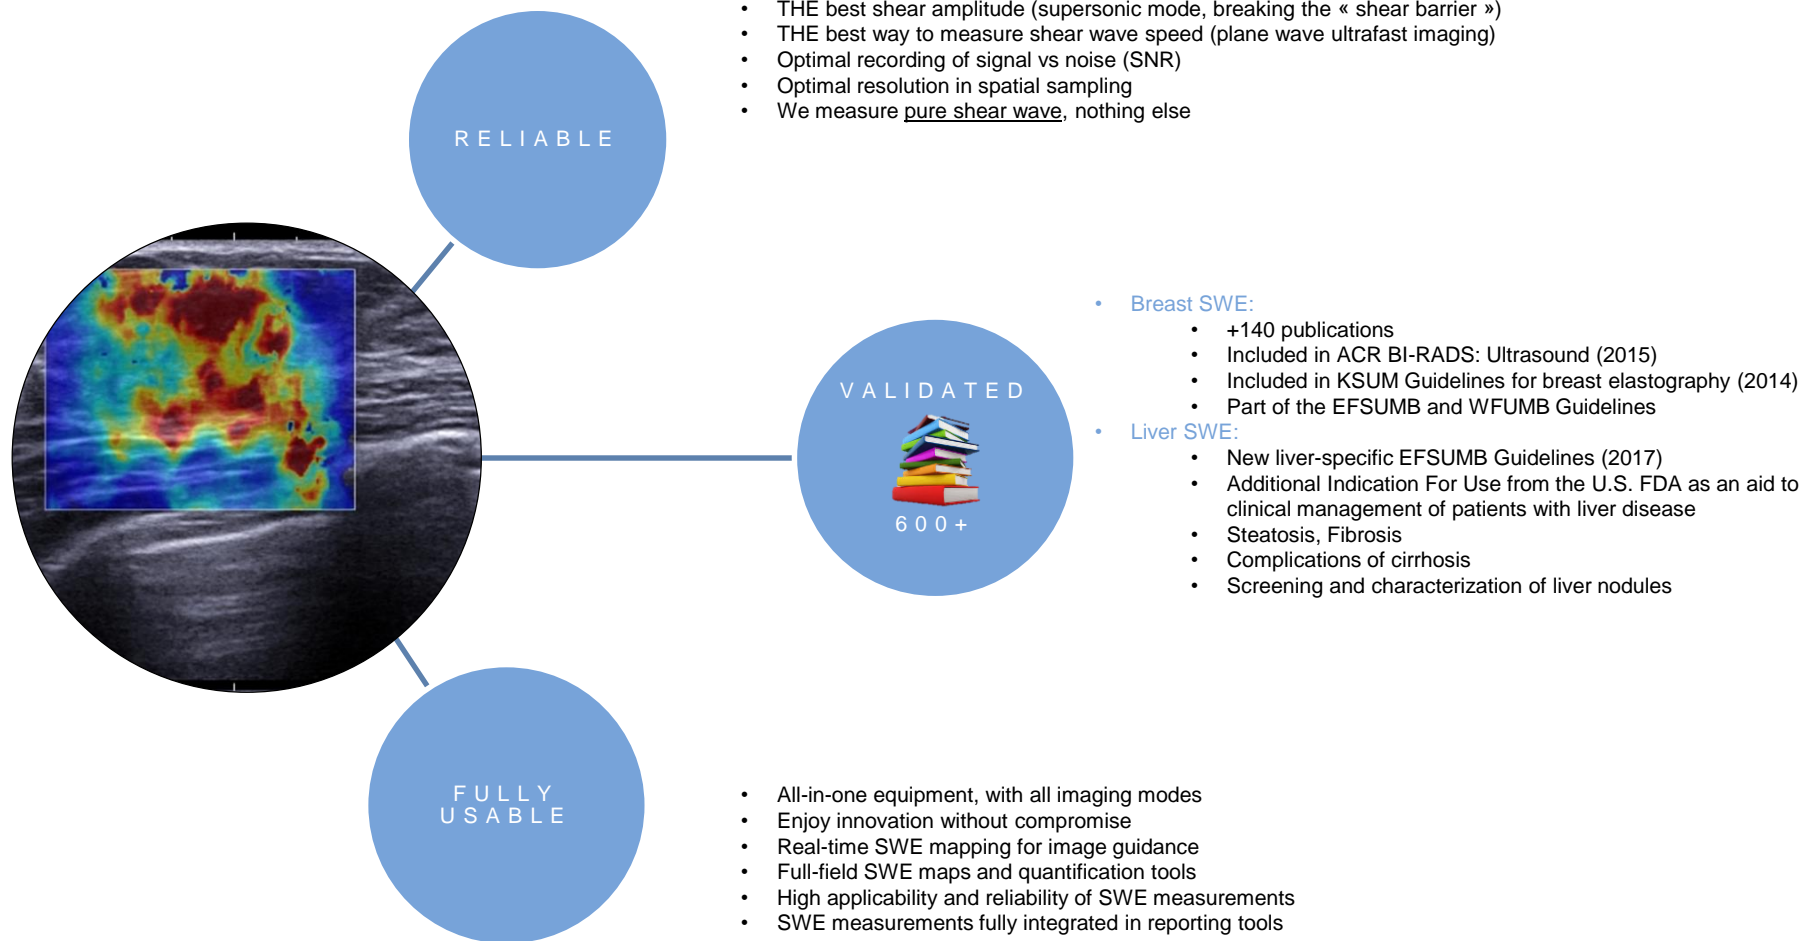 • THE best shear amplitude (supersonic mode, breaking the « shear barrier »)
• THE best way to measure shear wave speed (plane wave ultrafast imaging)
• Optimal recording of signal vs noise (SNR)
• Optimal resolution in spatial sampling
• We measure pure shear wave, nothing else
RELIABLE
VALIDATED
600+
• Breast SWE:
• +140 publications
• Included in ACR BI-RADS: Ultrasound (2015)
• Included in KSUM Guidelines for breast elastography (2014)
• Part of the EFSUMB and WFUMB Guidelines
• Liver SWE:
• New liver-specific EFSUMB Guidelines (2017)
• Additional Indication For Use from the U.S. FDA as an aid to
clinical management of patients with liver disease
• Steatosis, Fibrosis
• Complications of cirrhosis
• Screening and characterization of liver nodules
FULLY
USABLE
• All-in-one equipment, with all imaging modes
• Enjoy innovation without compromise
• Real-time SWE mapping for image guidance
• Full-field SWE maps and quantification tools
• High applicability and reliability of SWE measurements
• SWE measurements fully integrated in reporting tools